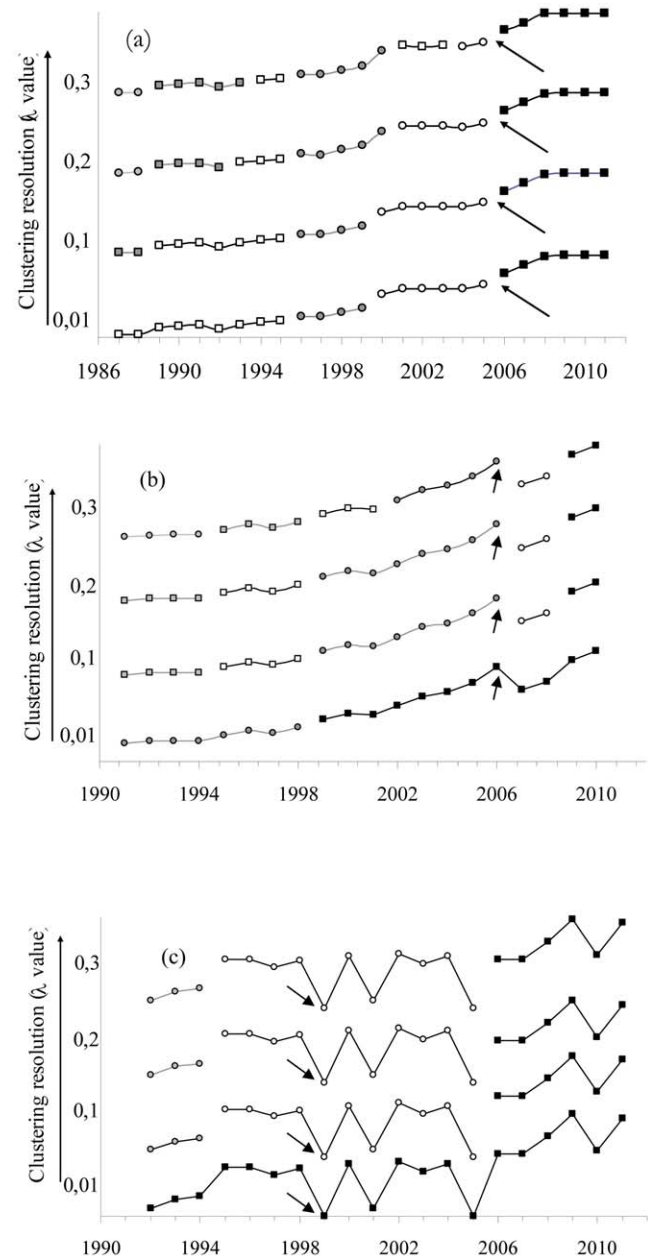 (a)
Clustering resolution (λ value)
0,3
0,2
0,1
0,01
1986 1990 1994 1998 2002 2006 2010
(b)
Clustering resolution (λ value)
0,3
0,2
0,1
0,01
1990 1994 1998 2002 2006 2010
(c)
Clustering resolution (λ value)
0,3
0,2
0,1
0,01
1990 1994 1998 2002 2006 2010